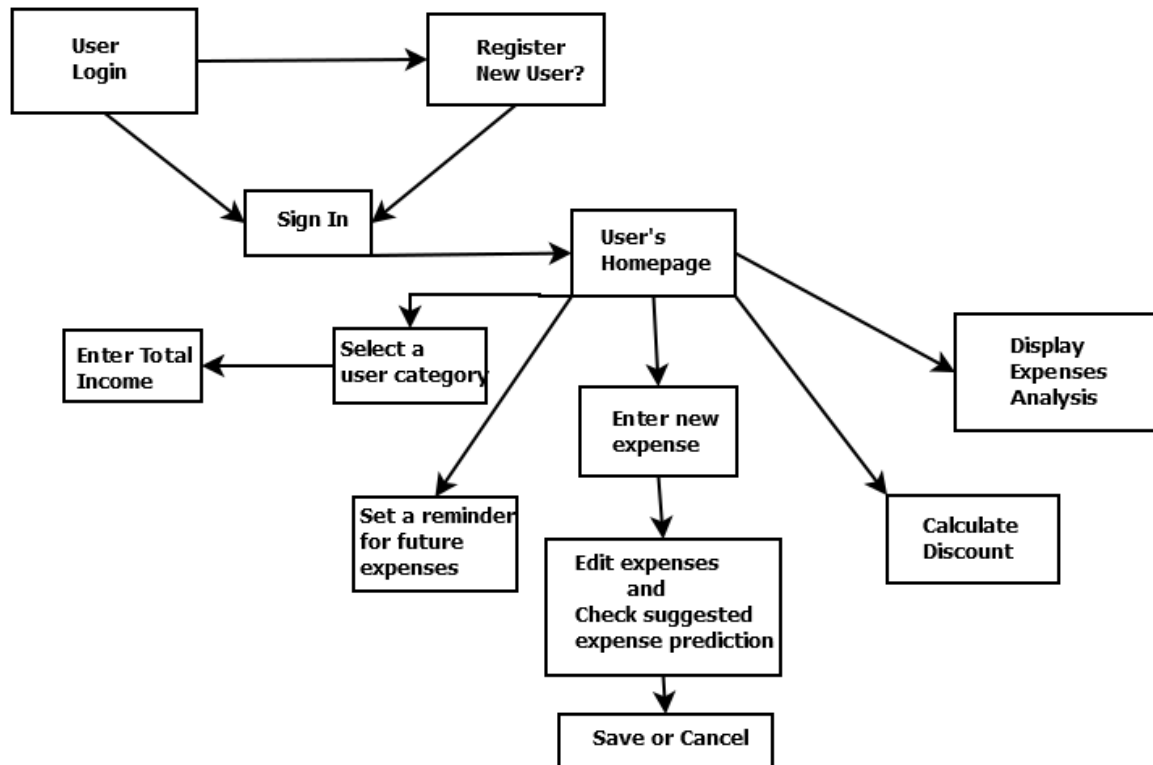 User
Login
Register
New User?
Sign In
User's
Homepage
Enter Total
Income
Select a
user category
Display
Expenses
Analysis
Enter new
expense
Set a reminder
for future
expenses
Calculate
Discount
Edit expenses
and
Check suggested
expense prediction
Save or Cancel